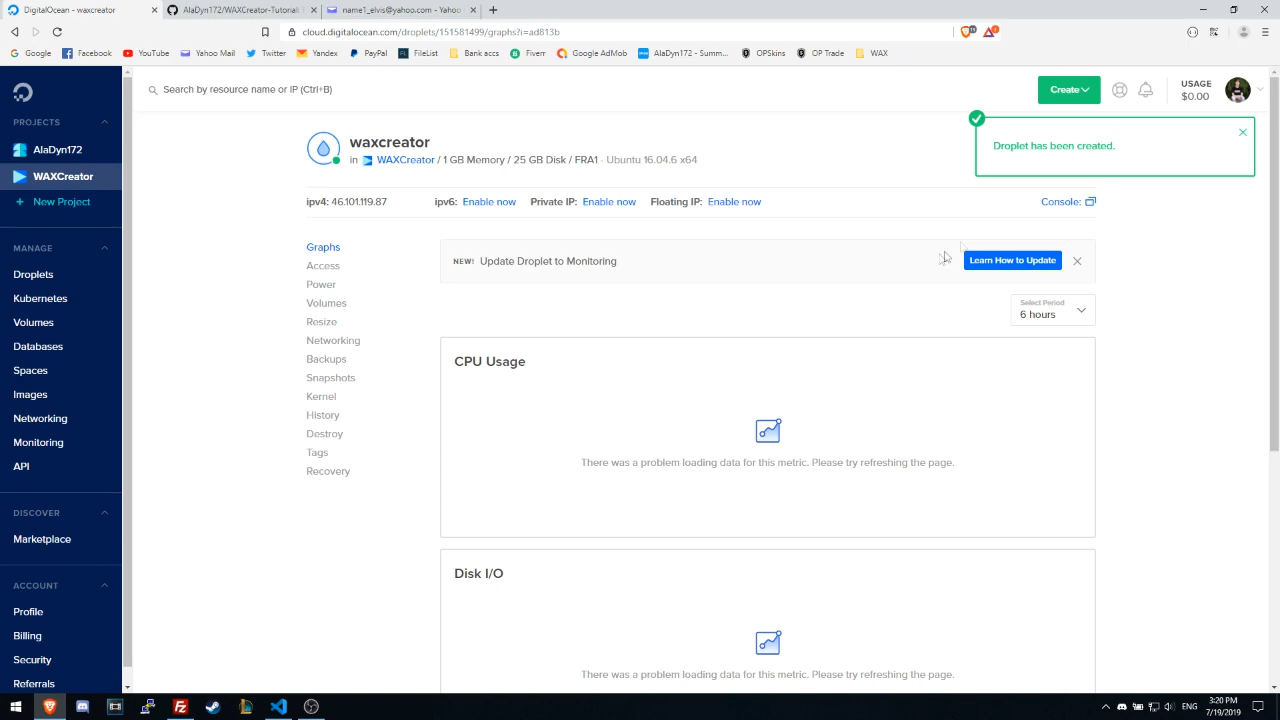 DigitalOcean - waxcreator
AlaDyn172/WAXCreator-Tutorial: T
name1_elvis@yahoo.com - Yahoo
cloud.digitalocean.com/droplets/151581499/graphs?i=ad813b
Google
Facebook
YouTube
Yahoo Mail
Twitter
Yandex
PayPal
FileList
Bank accs
Fiverr
Google AdMob
AlaDyn172 - Summ...
OPSkins
OP Trade
WAX
Search by resource name or IP (Ctrl+B)
Create
USAGE
$0.00
PROJECTS
AlaDyn172
WAXCreator
+ New Project
MANAGE
Droplets
Kubernetes
Volumes
Databases
Spaces
Images
Networking
Monitoring
API
DISCOVER
Marketplace
ACCOUNT
Profile
Billing
Security
Referrals
waxcreator
in WAXCreator / 1 GB Memory / 25 GB Disk / FRA1 - Ubuntu 16.04.6 x64
Droplet has been created.
ipv4: 46.101.119.87 ipv6: Enable now Private IP: Enable now Floating IP: Enable now Console:
Graphs
Access
Power
Volumes
Resize
Networking
Backups
Snapshots
Kernel
History
Destroy
Tags
Recovery
NEW! Update Droplet to Monitoring
Learn How to Update
Select Period
6 hours
CPU Usage
There was a problem loading data for this metric. Please try refreshing the page.
Disk I/O
There was a problem loading data for this metric. Please try refreshing the page.
ENG
3:20 PM
7/19/2019